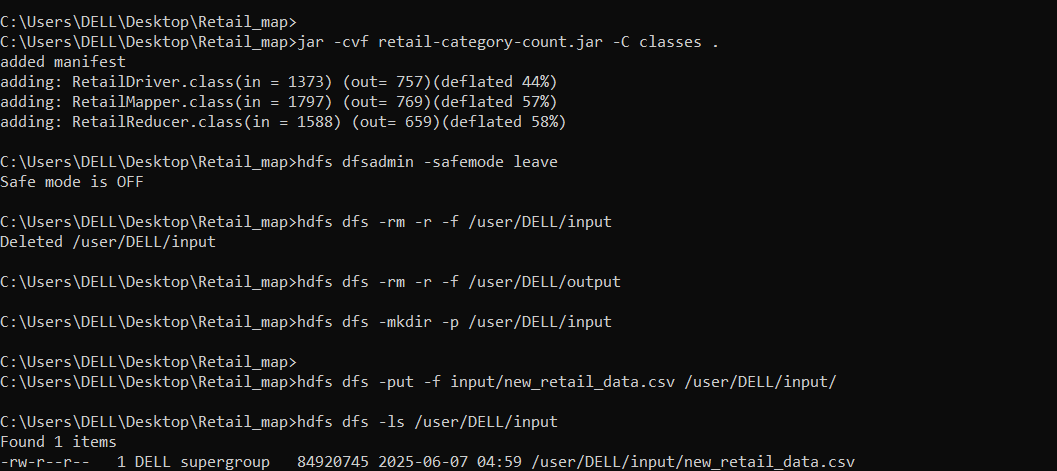 C:\Users\DELL\Desktop\Retail_map>
C:\Users\DELL\Desktop\Retail_map>jar -cvf retail-category-count.jar -C classes .
added manifest
adding: RetailDriver.class(in = 1373) (out= 757)(deflated 44%)
adding: RetailMapper.class(in = 1797) (out= 769)(deflated 57%)
adding: RetailReducer.class(in = 1588) (out= 659)(deflated 58%)
C:\Users\DELL\Desktop\Retail_map>hdfs dfsadmin -safemode leave
Safe mode is OFF
C:\Users\DELL\Desktop\Retail_map>hdfs dfs -rm -r -f /user/DELL/input
Deleted /user/DELL/input
C:\Users\DELL\Desktop\Retail_map>hdfs dfs -rm -r -f /user/DELL/output
C:\Users\DELL\Desktop\Retail_map>hdfs dfs -mkdir -p /user/DELL/input
C:\Users\DELL\Desktop\Retail_map>
C:\Users\DELL\Desktop\Retail_map>hdfs dfs -put -f input/new_retail_data.csv /user/DELL/input/
C:\Users\DELL\Desktop\Retail_map>hdfs dfs -ls /user/DELL/input
Found 1 items
-rw-r--r--   1 DELL supergroup   84920745 2025-06-07 04:59 /user/DELL/input/new_retail_data.csv